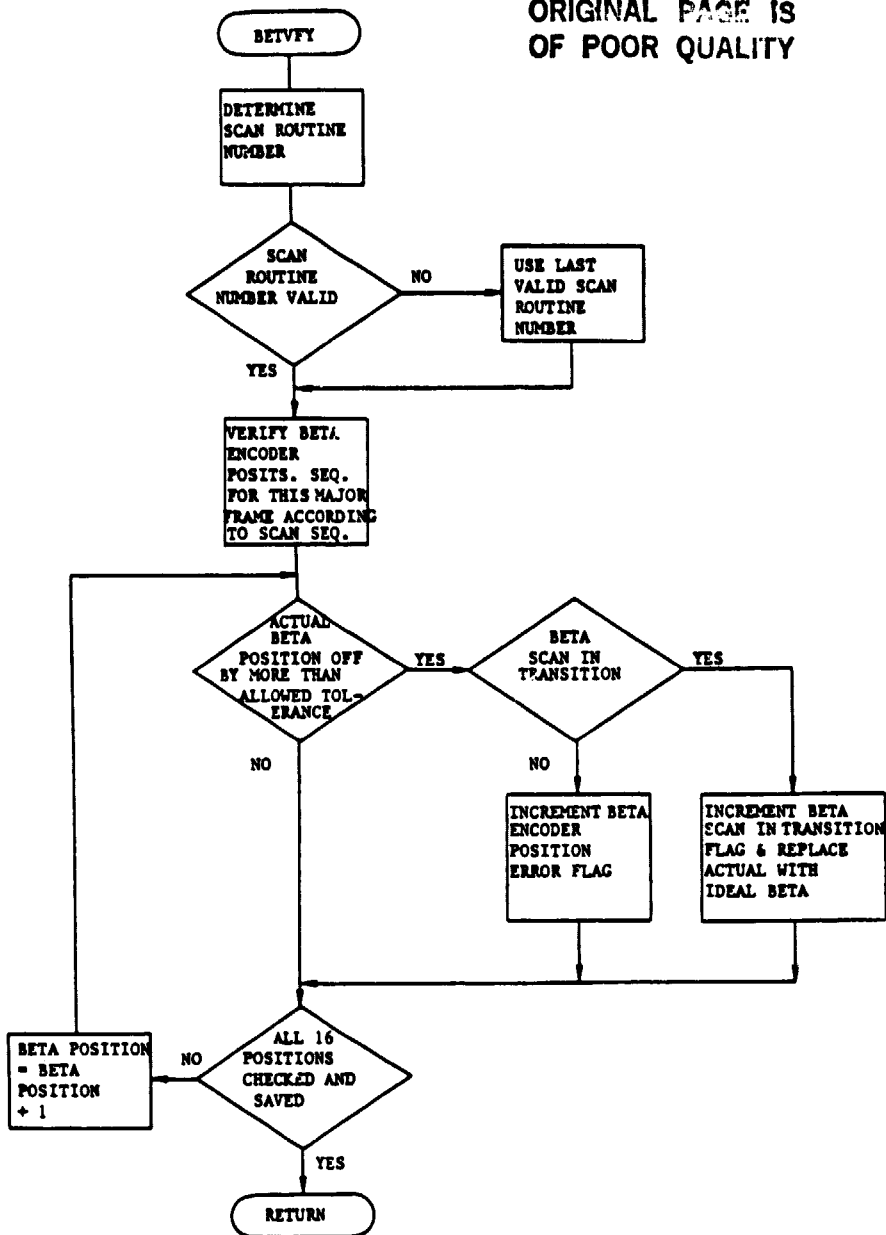 ORIGINAL PAGE IS
OF POOR QUALITY
BETVFY
DETERMINE
SCAN ROUTINE
NUMBER
SCAN
ROUTINE
NUMBER VALID
NO
USE LAST
VALID SCAN
ROUTINE
NUMBER
YES
VERIFY BETA
ENCODER
POSITS. SEQ.
FOR THIS MAJOR
FRAME ACCORDING
TO SCAN SEQ.
ACTUAL
BETA
POSITION OFF
BY MORE THAN
ALLOWED TOL-
ERANCE
YES
BETA
SCAN IN
TRANSITION
YES
NO
NO
INCREMENT BETA
ENCODER
POSITION
ERROR FLAG
INCREMENT BETA
SCAN IN TRANSITION
FLAG & REPLACE
ACTUAL WITH
IDEAL BETA
ALL 16
POSITIONS
CHECKED AND
SAVED
NO
BETA POSITION
= BETA
POSITION
+ 1
YES
RETURN